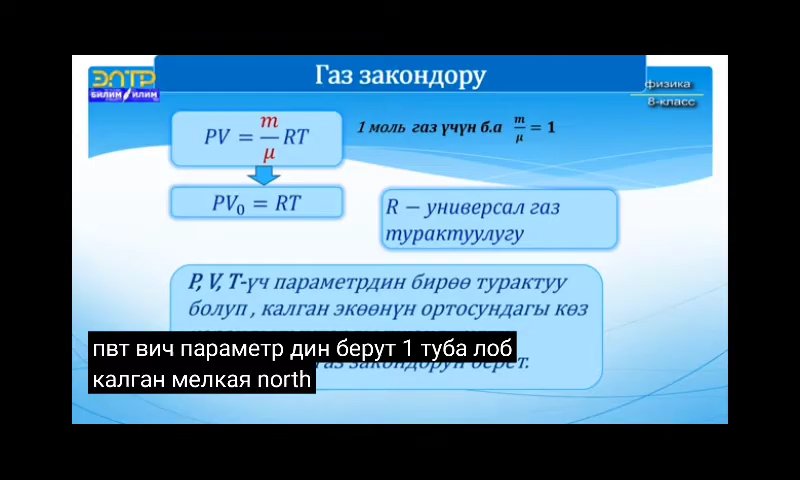 Газ закондору
ЭЛТР
БИЛИМ ИЛИМ
физика
8-класс
PV = m/μ RT
1 моль газ үчүн б.а m/μ = 1
PV₀ = RT
R − универсал газ
турактуулугу
P, V, T-үч параметрдин бирөө турактуу
болуп , калган экөөнүн ортосундагы көз
газ закондорун берет.
пвт вич параметр дин берут 1 туба лоб
калган мелкая north